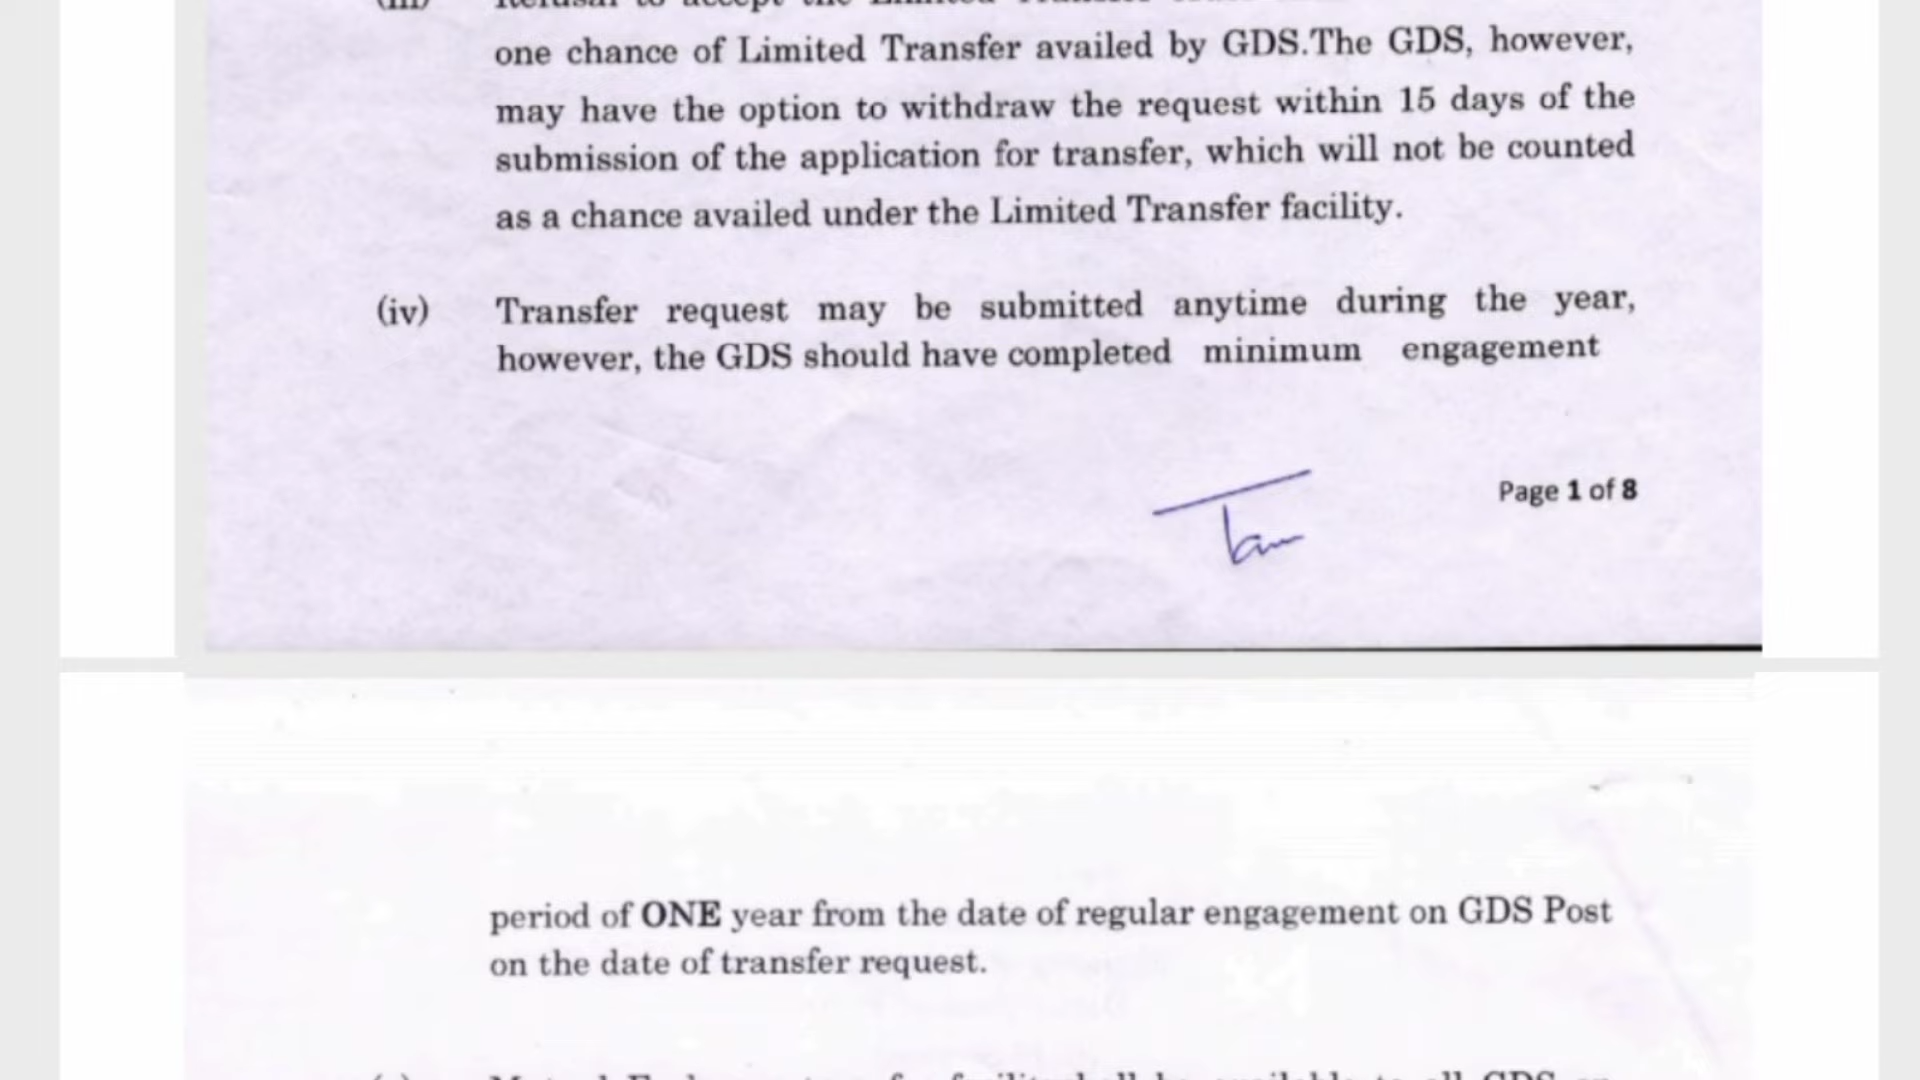 one chance of Limited Transfer availed by GDS.The GDS, however,
may have the option to withdraw the request within 15 days of the
submission of the application for transfer, which will not be counted
as a chance availed under the Limited Transfer facility.
(iv) Transfer request may be submitted anytime during the year,
however, the GDS should have completed minimum engagement
Page 1 of 8
period of ONE year from the date of regular engagement on GDS Post
on the date of transfer request.